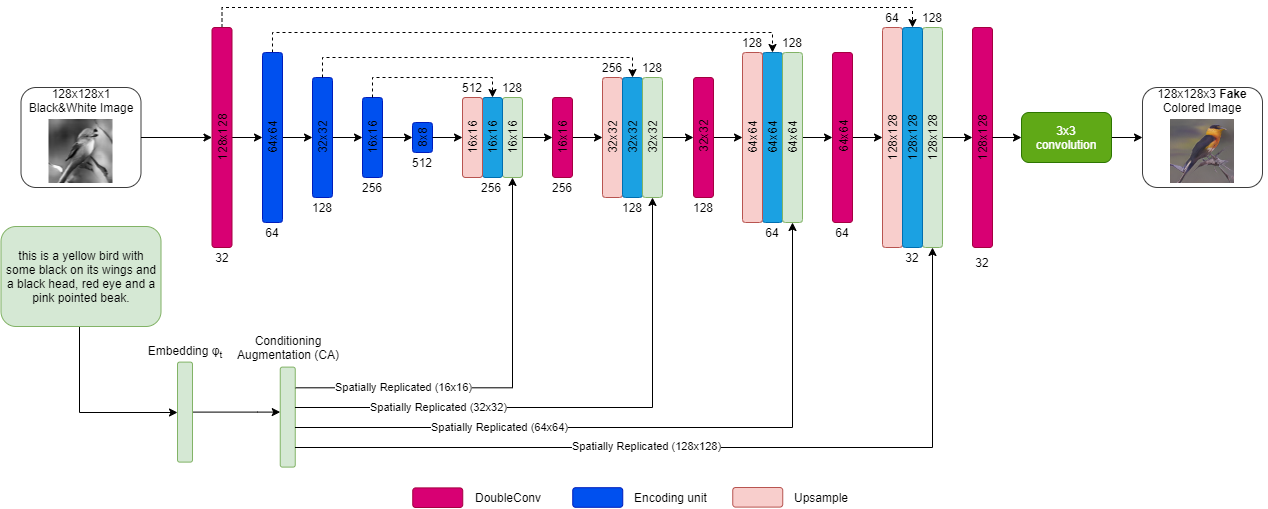 64
128
128
128
256
128
512
128
128x128x1
Black&White Image
128x128
64x64
32x32
16x16
8x8
16x16
16x16
16x16
16x16
32x32
32x32
32x32
32x32
64x64
64x64
64x64
64x64
128x128
128x128
128x128
128x128
3x3
convolution
128x128x3 Fake
Colored Image
512
256
256
256
128
128
128
64
64
64
32
32
32
this is a yellow bird with
some black on its wings and
a black head, red eye and a
pink pointed beak.
Embedding φt
Conditioning
Augmentation (CA)
Spatially Replicated (16x16)
Spatially Replicated (32x32)
Spatially Replicated (64x64)
Spatially Replicated (128x128)
DoubleConv
Encoding unit
Upsample